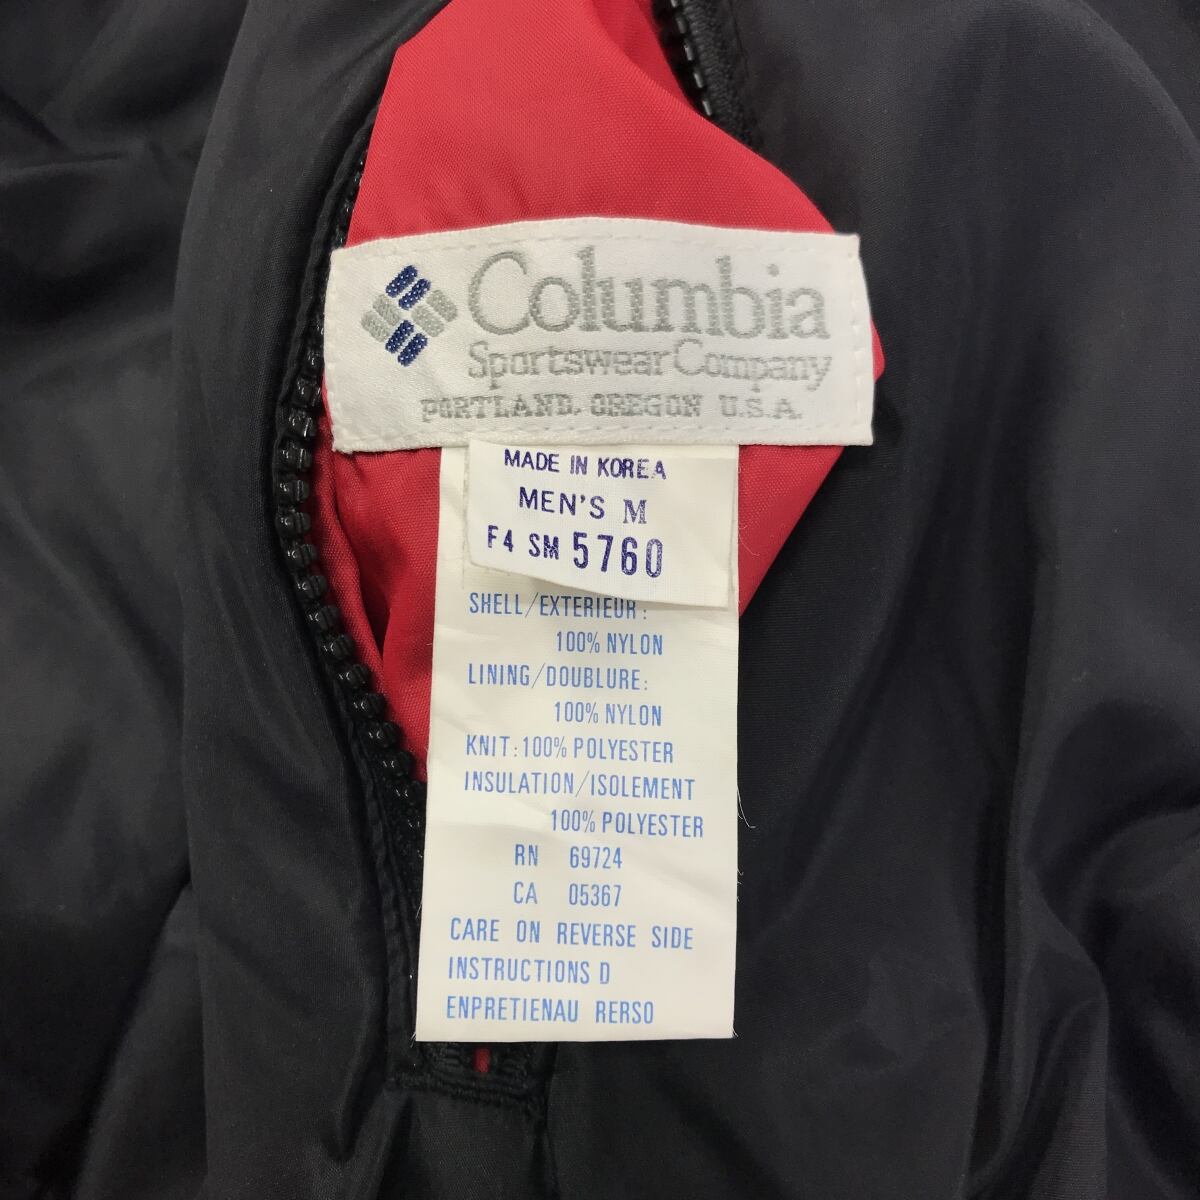 Columbia
Sportswear Company
PORTLAND, OREGON U.S.A.
MADE IN KOREA
MEN'S M
F4 SM 5760
SHELL/EXTERIEUR:
100% NYLON
LINING/DOUBLURE:
100% NYLON
KNIT:100% POLYESTER
INSULATION/ISOLEMENT
100% POLYESTER
RN 69724
CA 05367
CARE ON REVERSE SIDE
INSTRUCTIONS D
ENPRETIENAU RERSO